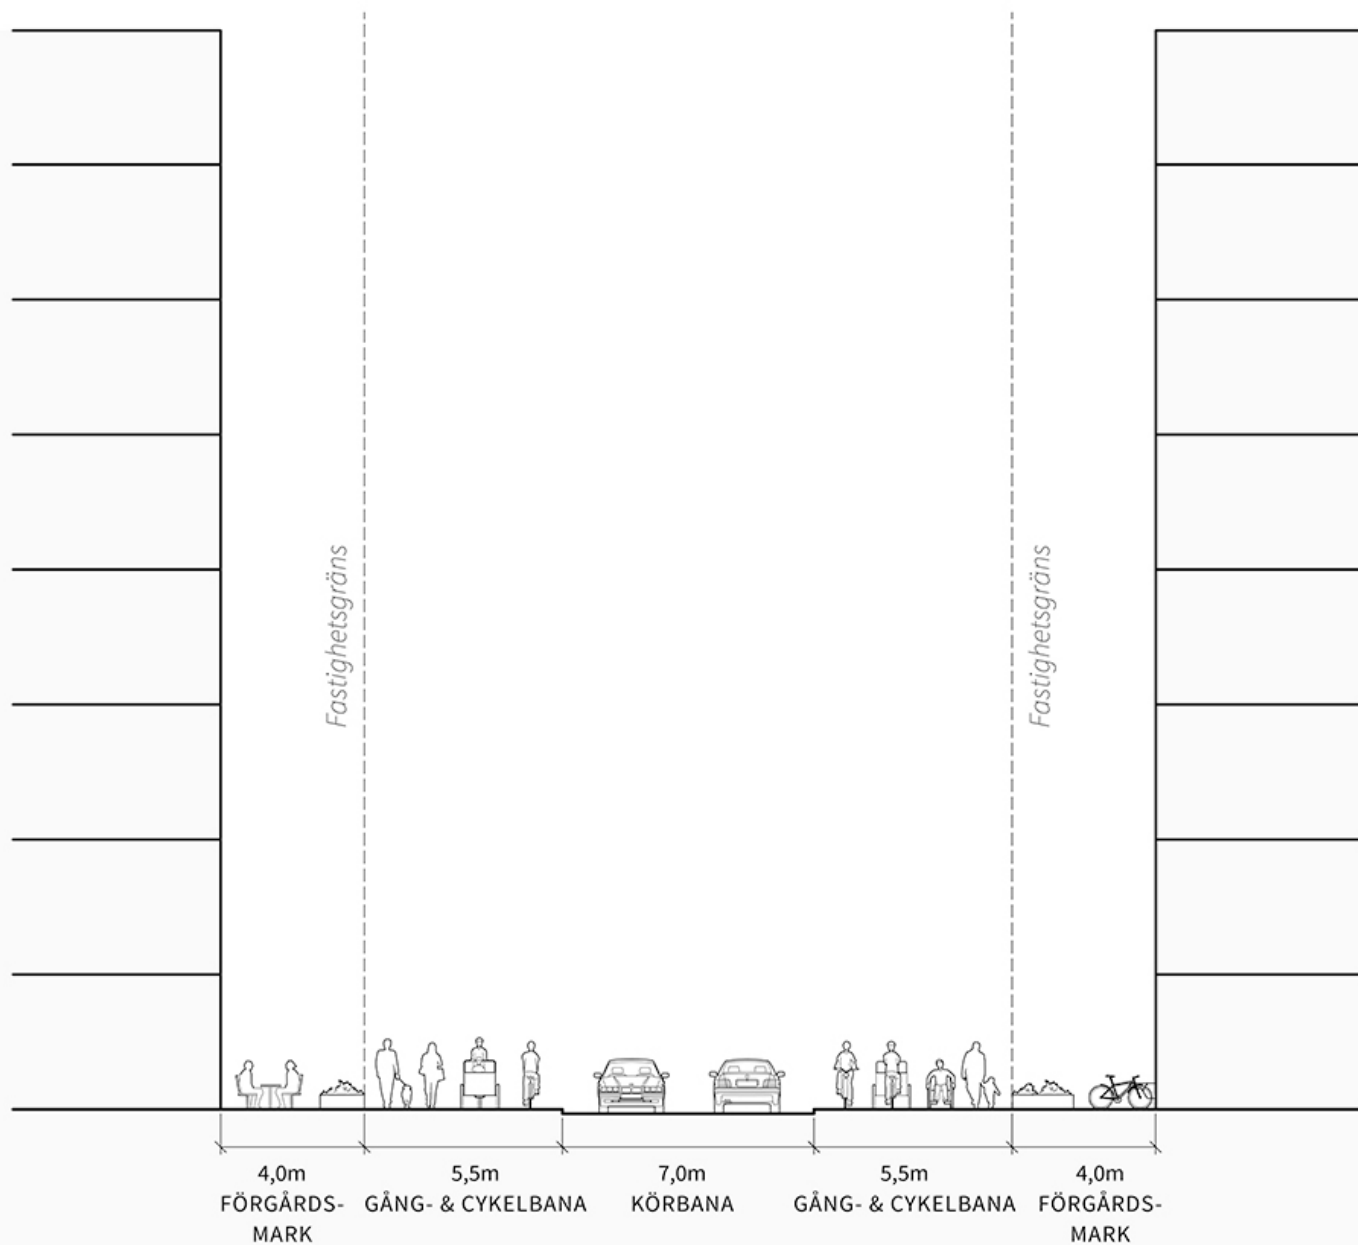 Fastighetsgräns
Fastighetsgräns
4,0m
FÖRGÅRDS-
MARK
5,5m
GÅNG- & CYKELBANA
7,0m
KÖRBANA
5,5m
GÅNG- & CYKELBANA
4,0m
FÖRGÅRDS-
MARK